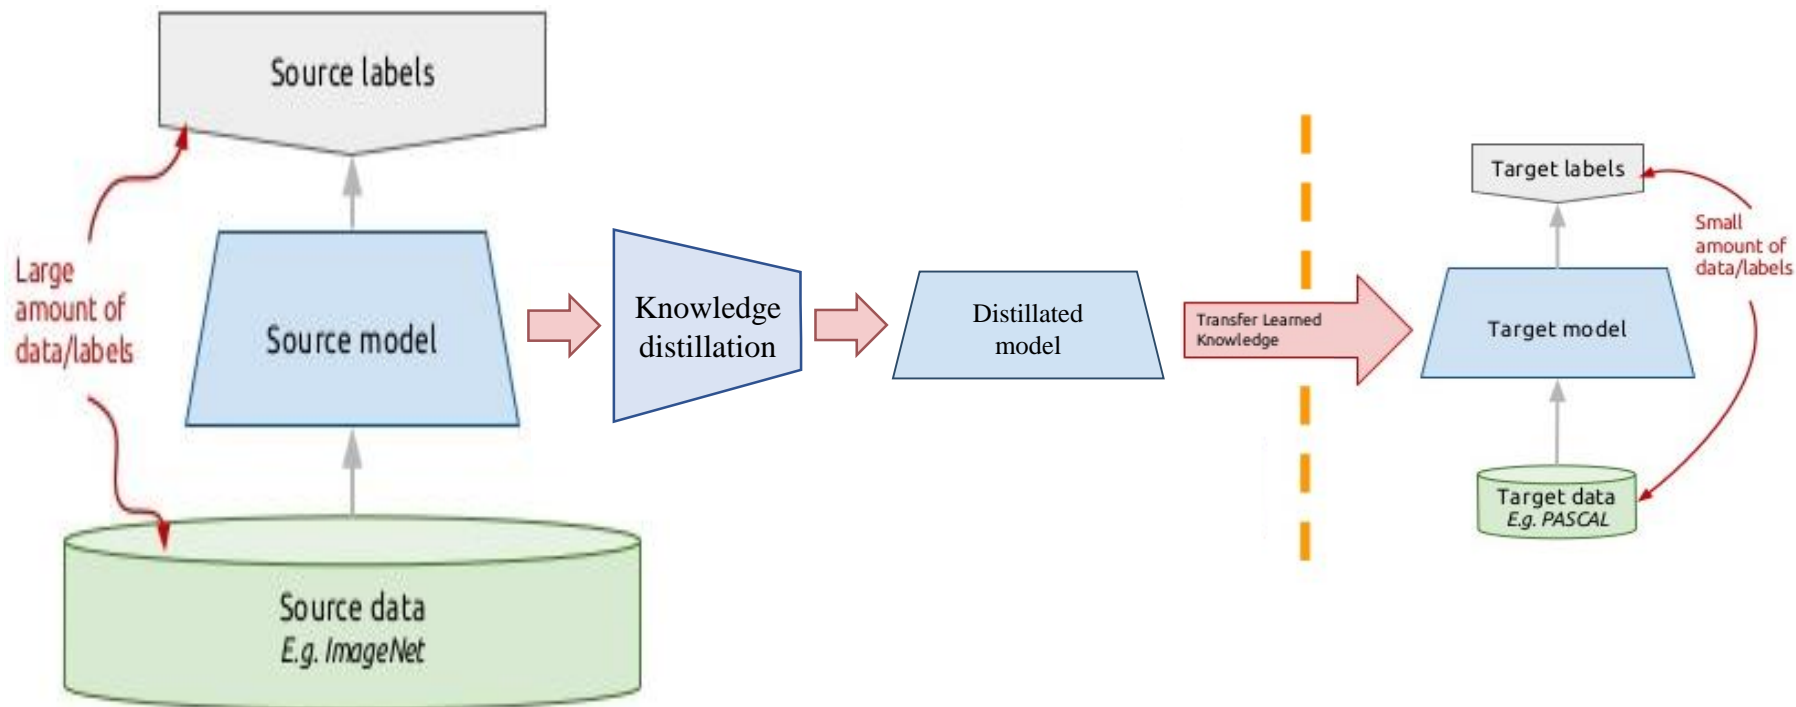 Source labels
Large
amount of
data/labels
Source model
Source data
E.g. ImageNet
Knowledge
distillation
Distillated
model
Transfer Learned
Knowledge
Target labels
Small
amount of
data/labels
Target model
Target data
E.g. PASCAL